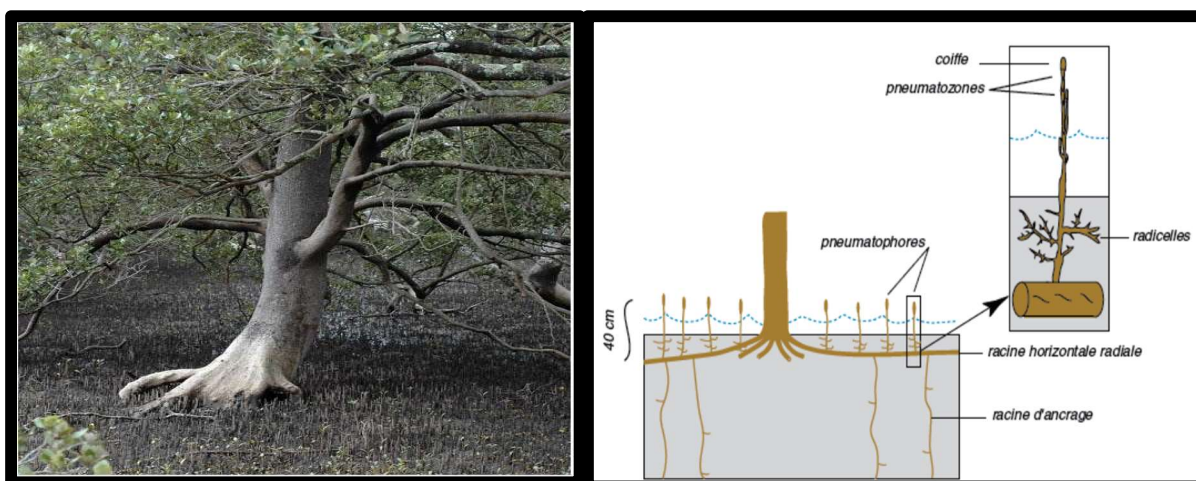 coiffe
pneumatozones
radicelles
pneumatophores
40 cm
racine horizontale radiale
racine d'ancrage